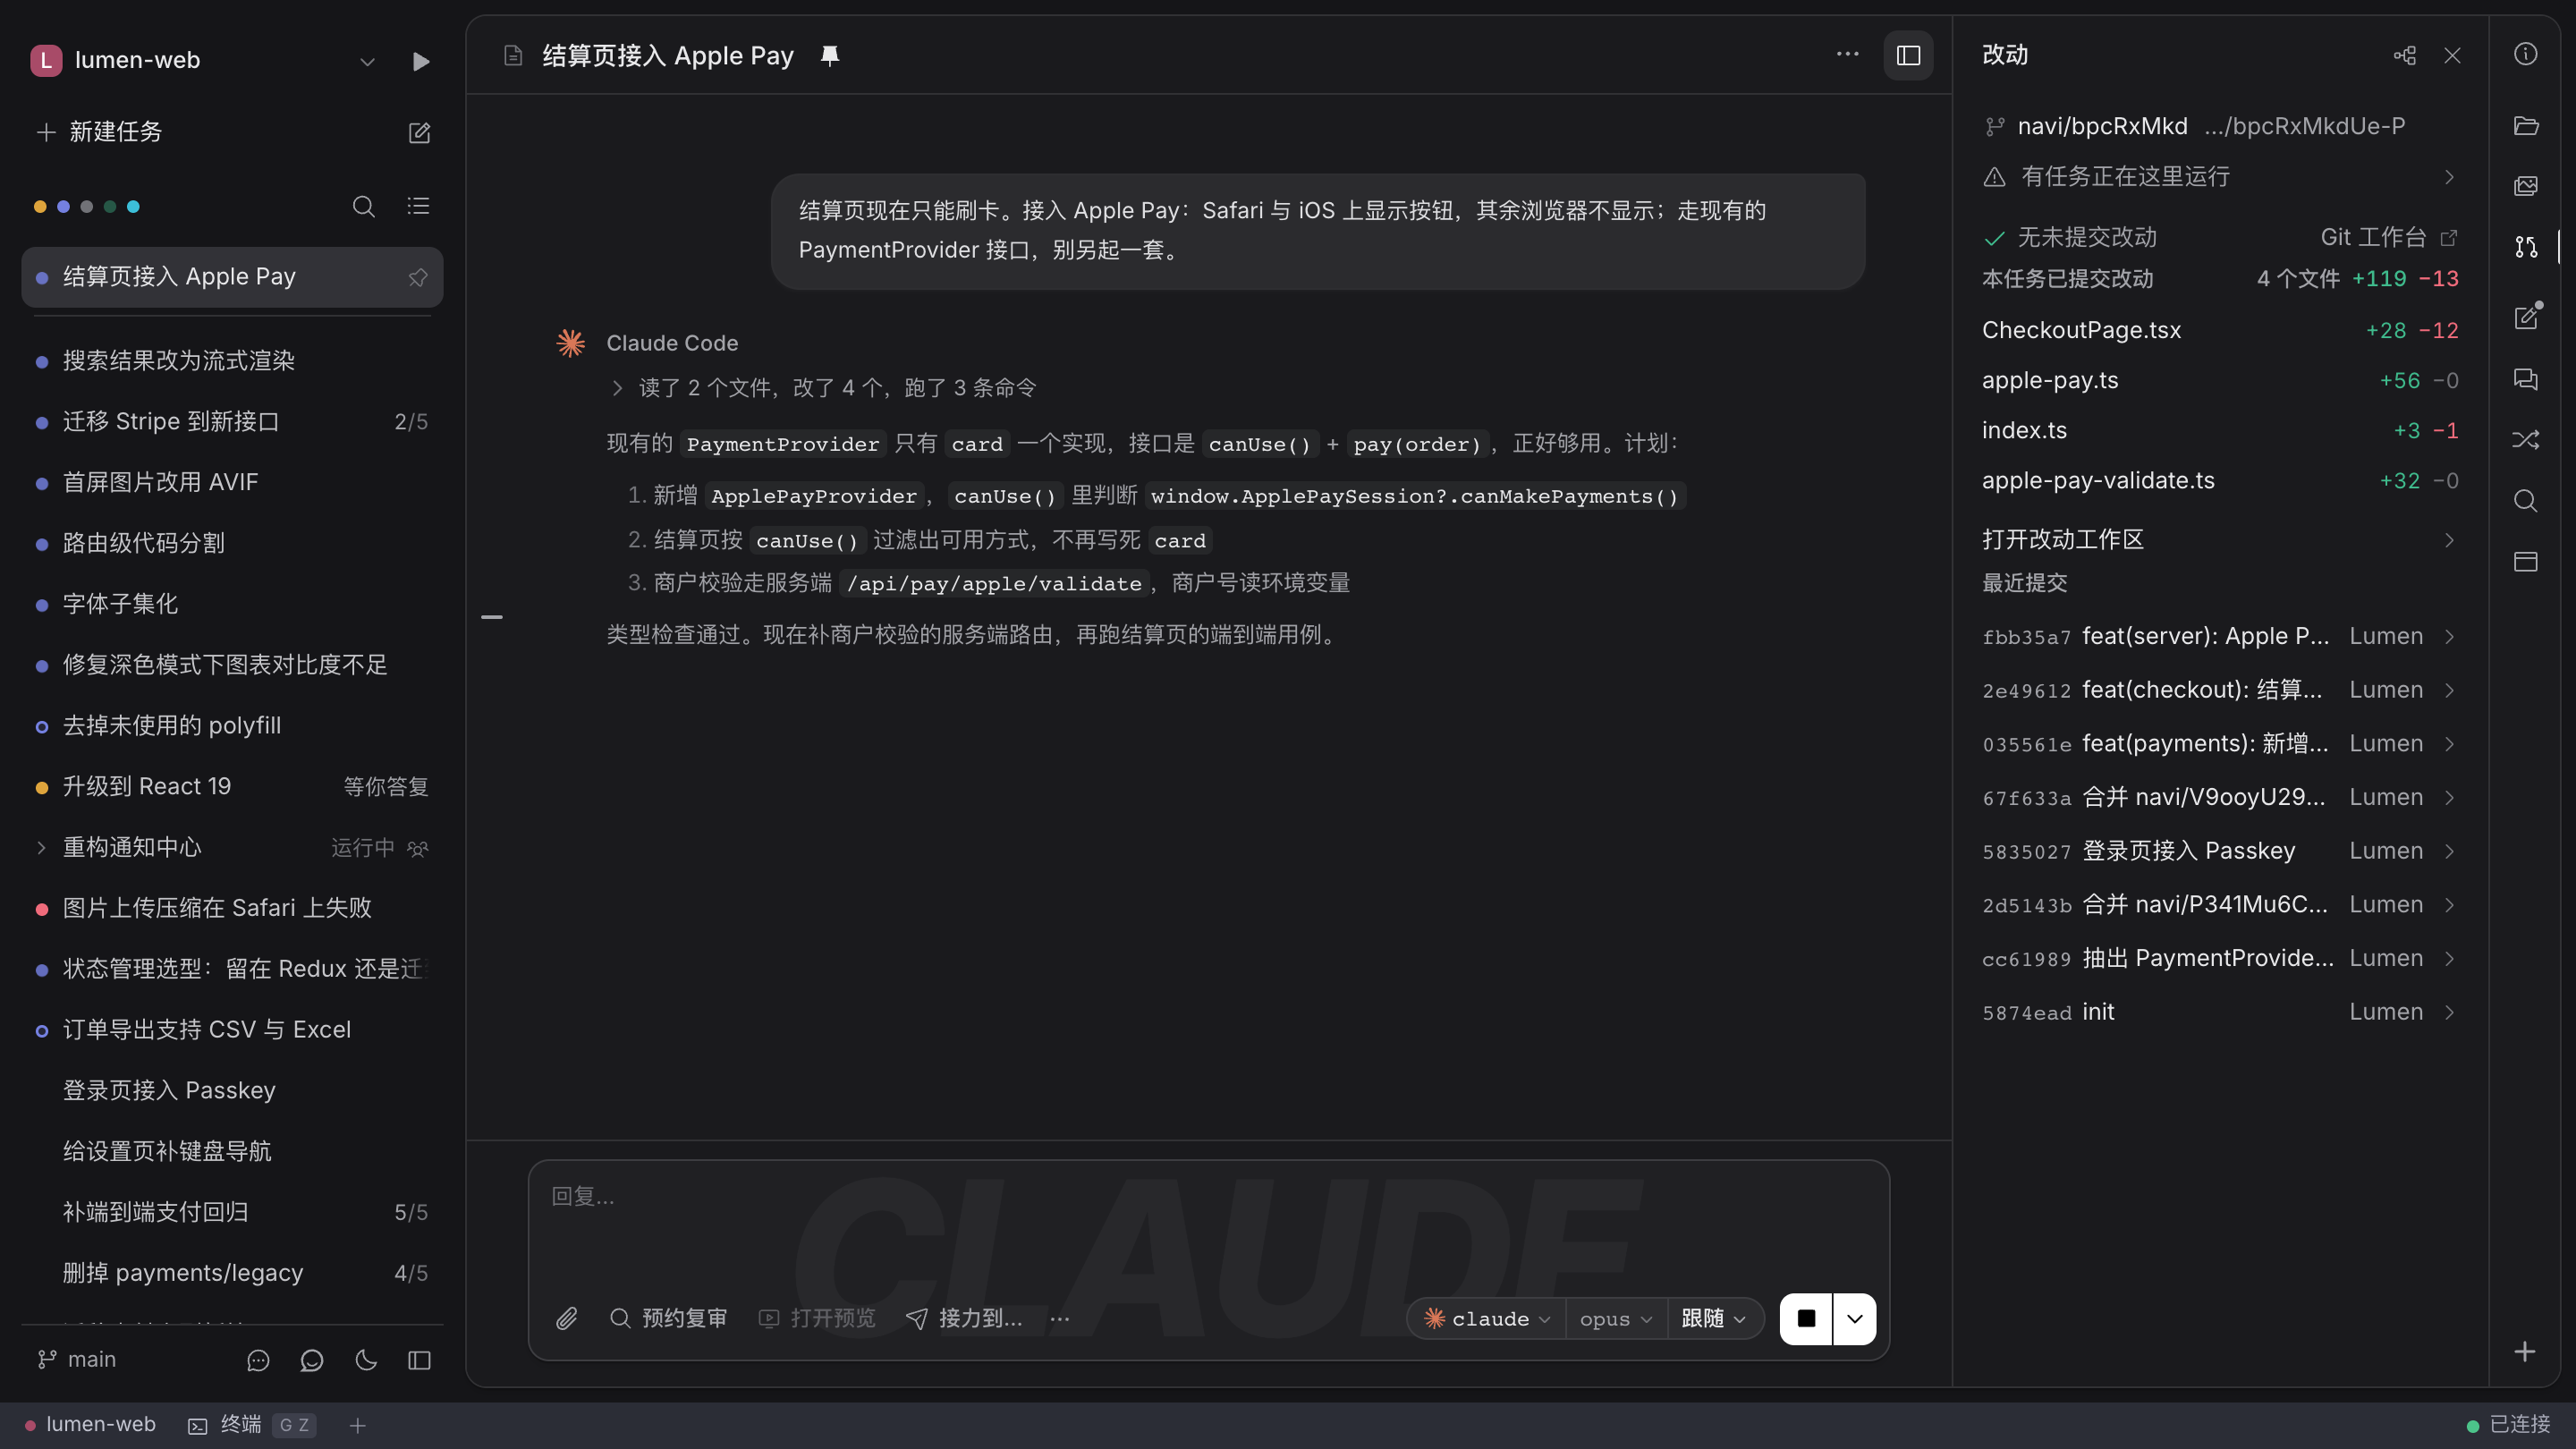 L lumen-web
新建任务
结算页接入 Apple Pay
搜索结果改为流式渲染
迁移 Stripe 到新接口 2/5
首屏图片改用 AVIF
路由级代码分割
字体子集化
修复深色模式下图表对比度不足
去掉未使用的 polyfill
升级到 React 19 等你答复
重构通知中心 运行中
图片上传压缩在 Safari 上失败
状态管理选型：留在 Redux 还是迁
订单导出支持 CSV 与 Excel
登录页接入 Passkey
给设置页补键盘导航
补端到端支付回归 5/5
删掉 payments/legacy 4/5
main
结算页接入 Apple Pay
结算页现在只能刷卡。接入 Apple Pay：Safari 与 iOS 上显示按钮，其余浏览器不显示；走现有的
PaymentProvider 接口，别另起一套。
Claude Code
读了 2 个文件，改了 4 个，跑了 3 条命令
现有的 PaymentProvider 只有 card 一个实现，接口是 canUse() + pay(order)，正好够用。计划：
1. 新增 ApplePayProvider，canUse() 里判断 window.ApplePaySession?.canMakePayments()
2. 结算页按 canUse() 过滤出可用方式，不再写死 card
3. 商户校验走服务端 /api/pay/apple/validate，商户号读环境变量
类型检查通过。现在补商户校验的服务端路由，再跑结算页的端到端用例。
回复...
CLAUDE
预约复审 打开预览 接力到... claude opus 跟随
改动
navi/bpcRxMkd .../bpcRxMkdUe-P
有任务正在这里运行
无未提交改动 Git 工作台
本任务已提交改动 4 个文件 +119 −13
CheckoutPage.tsx +28 −12
apple-pay.ts +56 −0
index.ts +3 −1
apple-pay-validate.ts +32 −0
打开改动工作区
最近提交
fbb35a7 feat(server): Apple P... Lumen
2e49612 feat(checkout): 结算... Lumen
035561e feat(payments): 新增... Lumen
67f633a 合并 navi/V9ooyU29... Lumen
5835027 登录页接入 Passkey Lumen
2d5143b 合并 navi/P341Mu6C... Lumen
cc61989 抽出 PaymentProvide... Lumen
5874ead init Lumen
lumen-web 终端 G Z 已连接